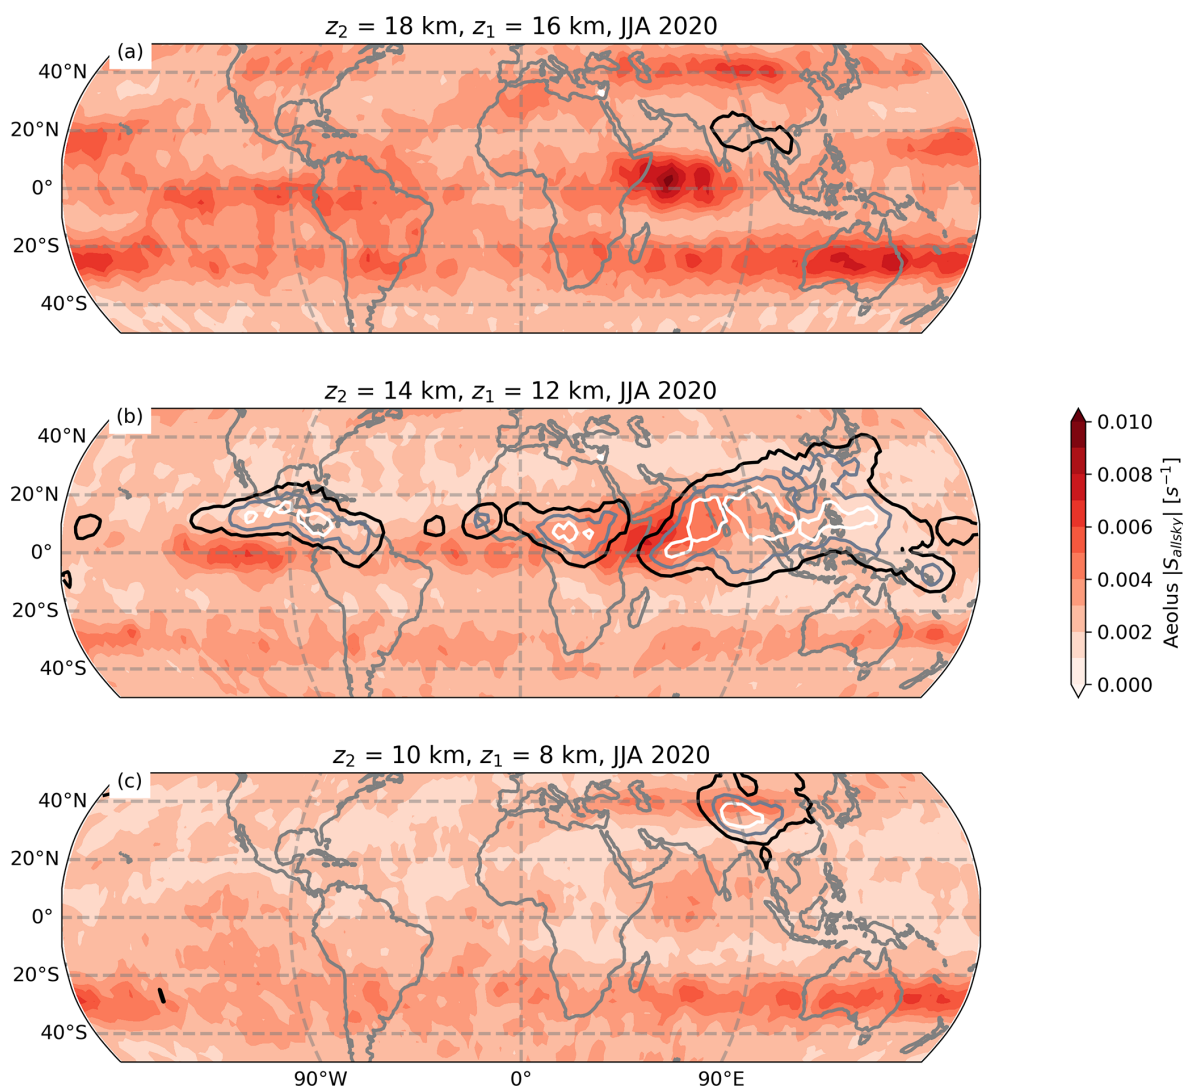 z₂ = 18 km, z₁ = 16 km, JJA 2020
(a)
40°N
20°N
0°
20°S
40°S
z₂ = 14 km, z₁ = 12 km, JJA 2020
(b)
40°N
20°N
0°
20°S
40°S
z₂ = 10 km, z₁ = 8 km, JJA 2020
(c)
40°N
20°N
0°
20°S
40°S
90°W 0° 90°E
0.010
0.008
0.006
0.004
0.002
0.000
Aeolus |S_allsky| [s⁻¹]